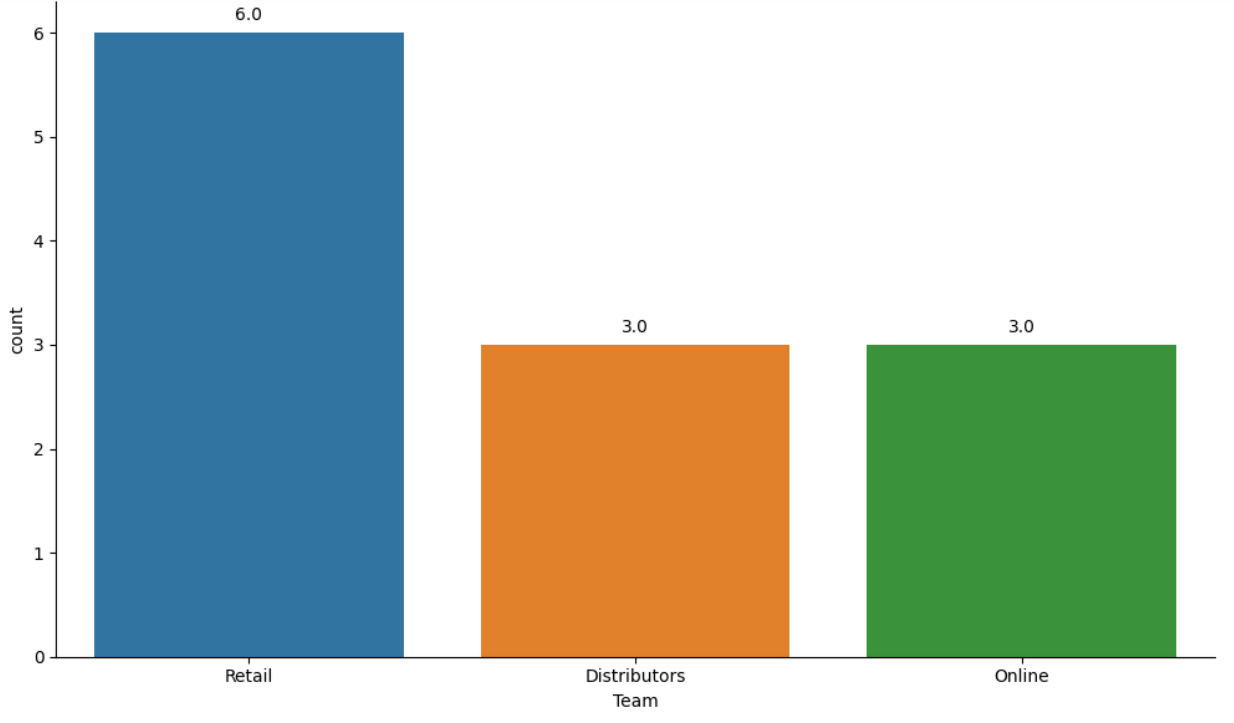 6.0
3.0
3.0
6
5
4
3
2
1
0
count
Retail
Distributors
Online
Team